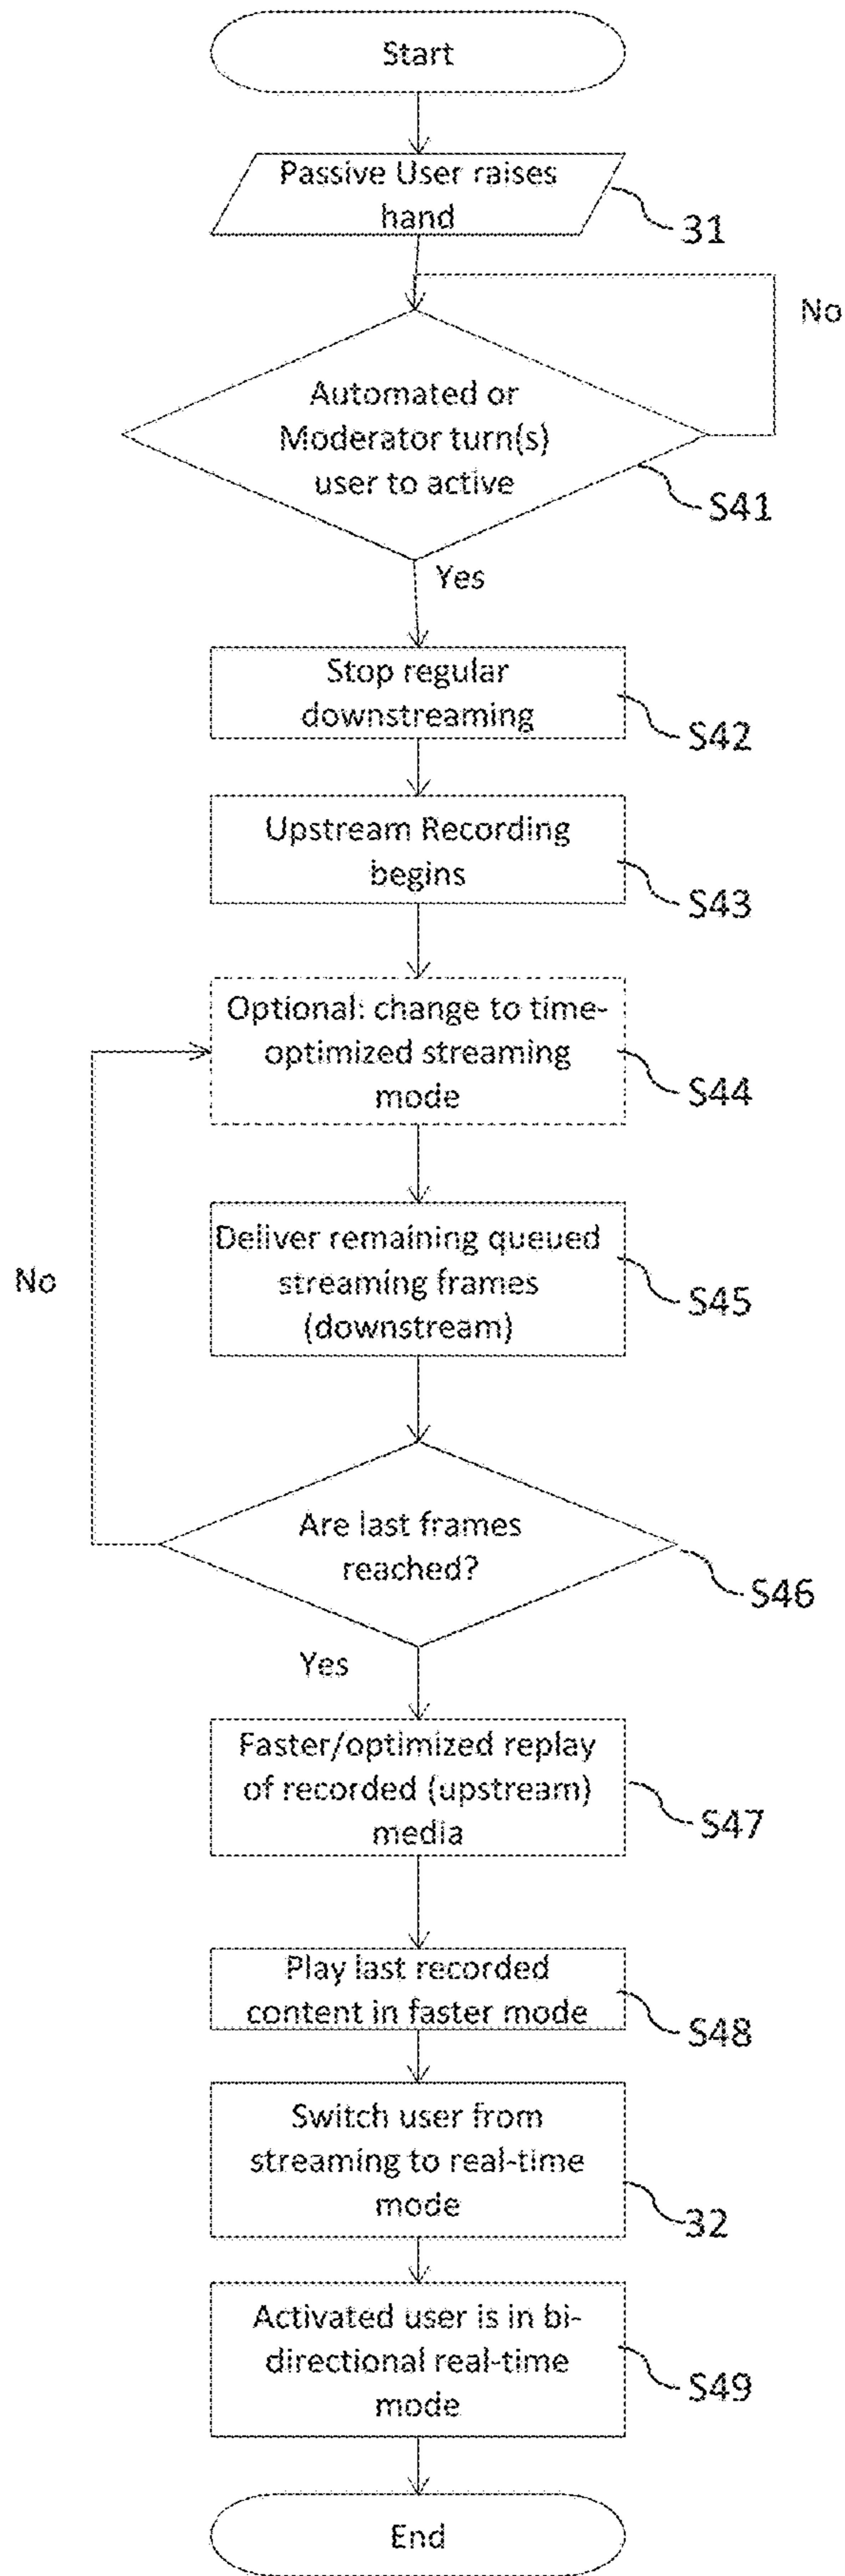 Start
Passive User raises
hand
31
No
Automated or
Moderator turn(s)
user to active
S41
Yes
Stop regular
downstreaming
S42
Upstream Recording
begins
S43
Optional: change to time-
optimized streaming
mode
S44
Deliver remaining queued
streaming frames
(downstream)
S45
No
Are last frames
reached?
S46
Yes
Faster/optimized replay
of recorded (upstream)
media
S47
Play last recorded
content in faster mode
S48
Switch user from
streaming to real-time
mode
32
Activated user is in bi-
directional real-time
mode
S49
End